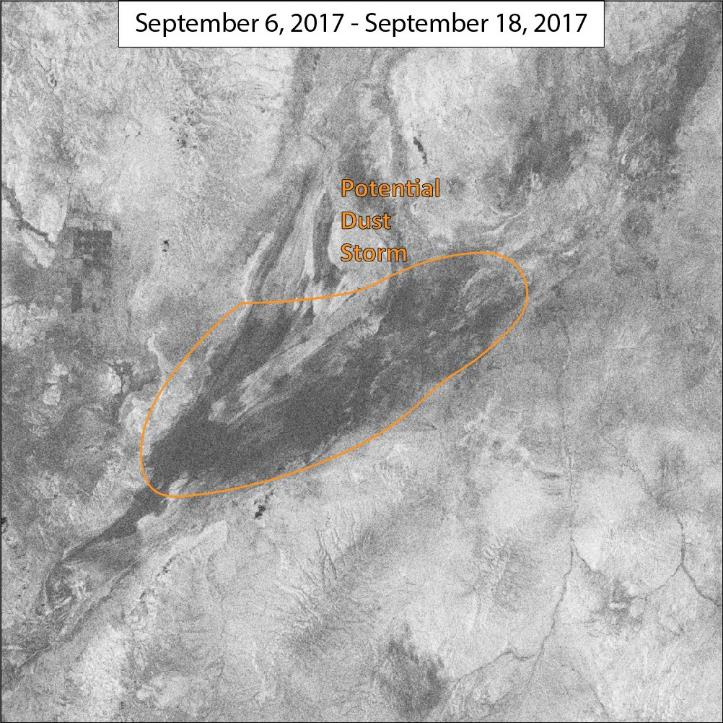 September 6, 2017 - September 18, 2017
Potential
Dust
Storm